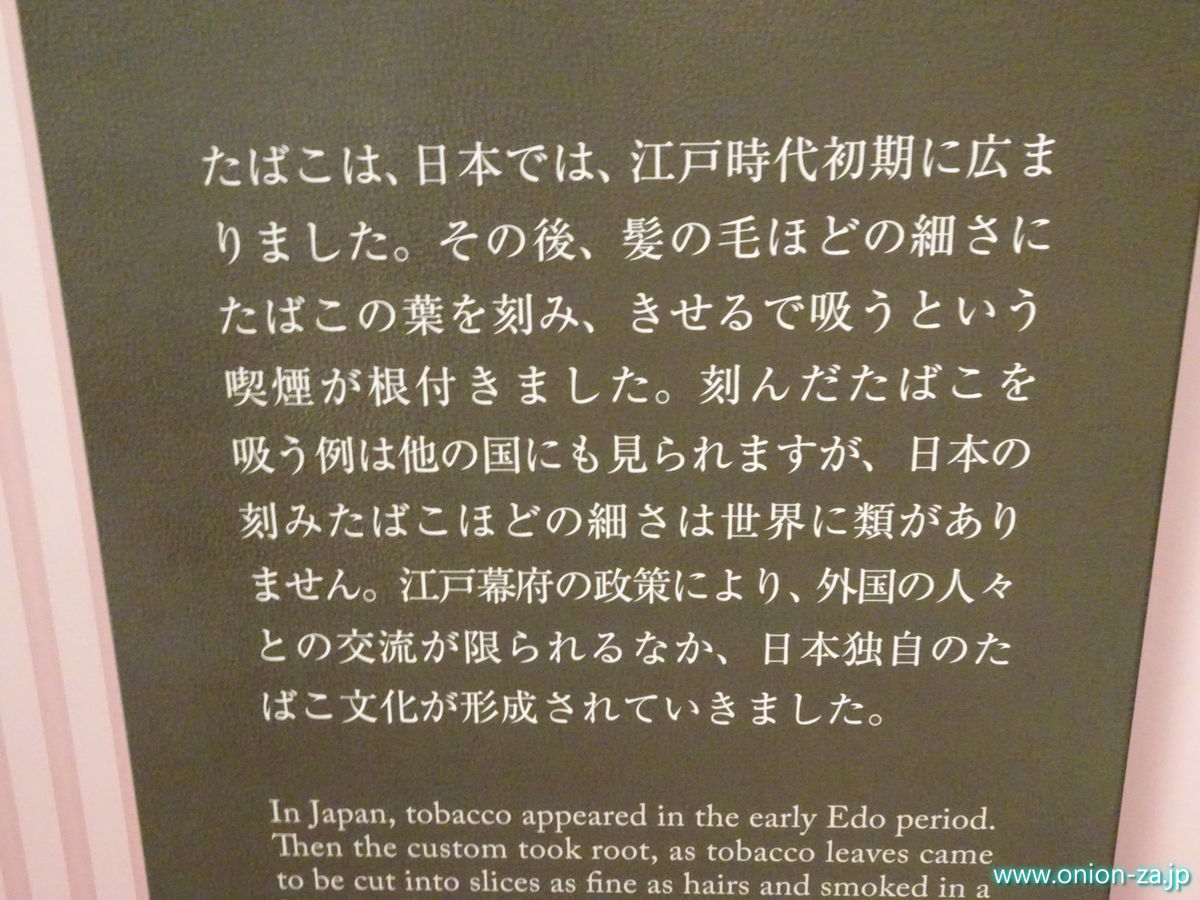 たばこは、日本では、江戸時代初期に広ま
りました。その後、髪の毛ほどの細さに
たばこの葉を刻み、きせるで吸うという
喫煙が根付きました。刻んだたばこを
吸う例は他の国にも見られますが、日本の
刻みたばこほどの細さは世界に類があり
ません。江戸幕府の政策により、外国の人々
との交流が限られるなか、日本独自のた
ばこ文化が形成されていきました。
In Japan, tobacco appeared in the early Edo period.
Then the custom took root, as tobacco leaves came
to be cut into slices as fine as hairs and smoked in a
www.onion-za.jp